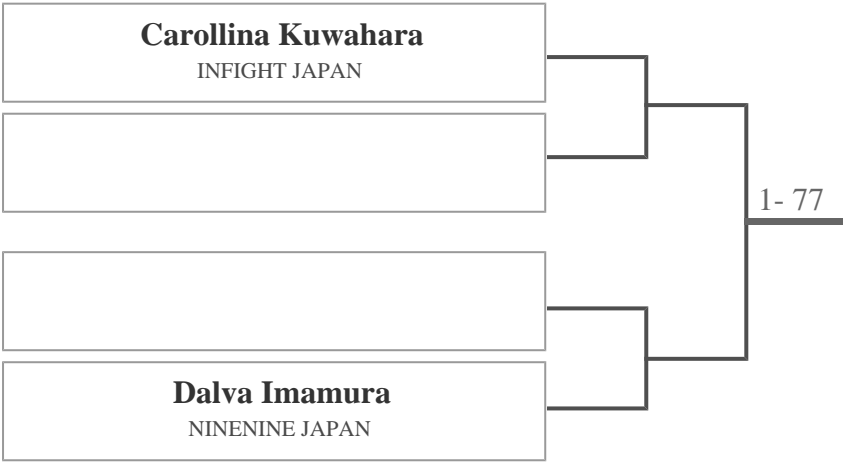 Carollina Kuwahara
INFIGHT JAPAN
1- 77
Dalva Imamura
NINENINE JAPAN